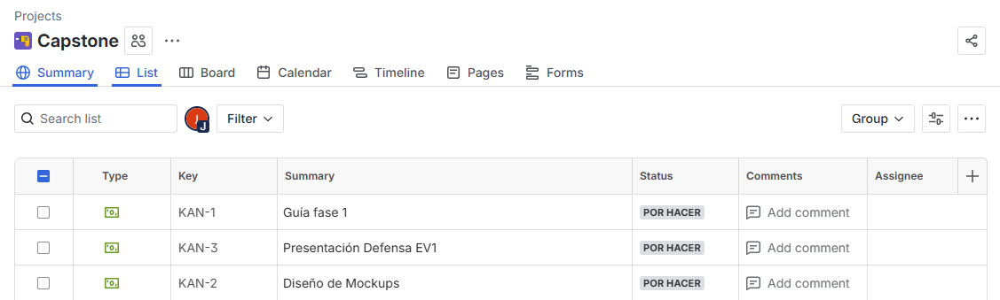 Projects
Capstone
Summary List Board Calendar Timeline Pages Forms
Search list J J Filter Group
Type Key Summary Status Comments Assignee
KAN-1 Guía fase 1 POR HACER Add comment
KAN-3 Presentación Defensa EV1 POR HACER Add comment
KAN-2 Diseño de Mockups POR HACER Add comment